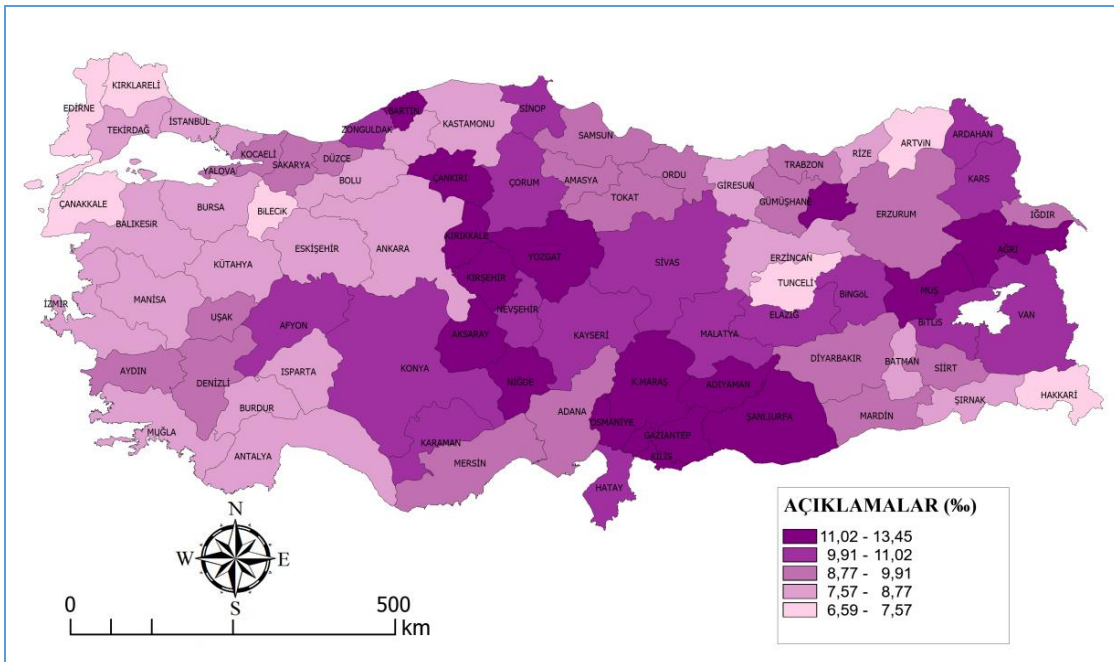 KIRKLARELİ
EDİRNE
TEKİRDAĞ
İSTANBUL
KOCAELİ
YALOVA
SAKARYA
DÜZCE
BOLU
ZONGULDAK
BARTIN
KASTAMONU
SİNOP
SAMSUN
ÇANKIRI
ÇORUM
AMASYA
TOKAT
ORDU
GİRESUN
TRABZON
GÜMÜŞHANE
RİZE
ARTVİN
ARDAHAN
KARS
ERZURUM
IĞDIR
AĞRI
ÇANAKKALE
BALIKESİR
BURSA
BİLECİK
ESKİŞEHİR
KÜTAHYA
ANKARA
KIRIKKALE
KIRŞEHİR
YOZGAT
SİVAS
ERZİNCAN
TUNCELİ
BİNGÖL
MUŞ
BİTLİS
VAN
İZMİR
MANİSA
UŞAK
AFYON
KONYA
AKSARAY
NEVŞEHİR
KAYSERİ
MALATYA
ELAZIĞ
DİYARBAKIR
BATMAN
SİİRT
AYDIN
DENİZLİ
ISPARTA
BURDUR
NİĞDE
ADANA
K.MARAŞ
ADIYAMAN
ŞANLIURFA
MARDİN
ŞIRNAK
HAKKARİ
MUĞLA
ANTALYA
KARAMAN
MERSİN
OSMANİYE
GAZİANTEP
KİLİS
HATAY
N
W E
S
0 500
km
AÇIKLAMALAR (‰)
11,02 - 13,45
9,91 - 11,02
8,77 - 9,91
7,57 - 8,77
6,59 - 7,57